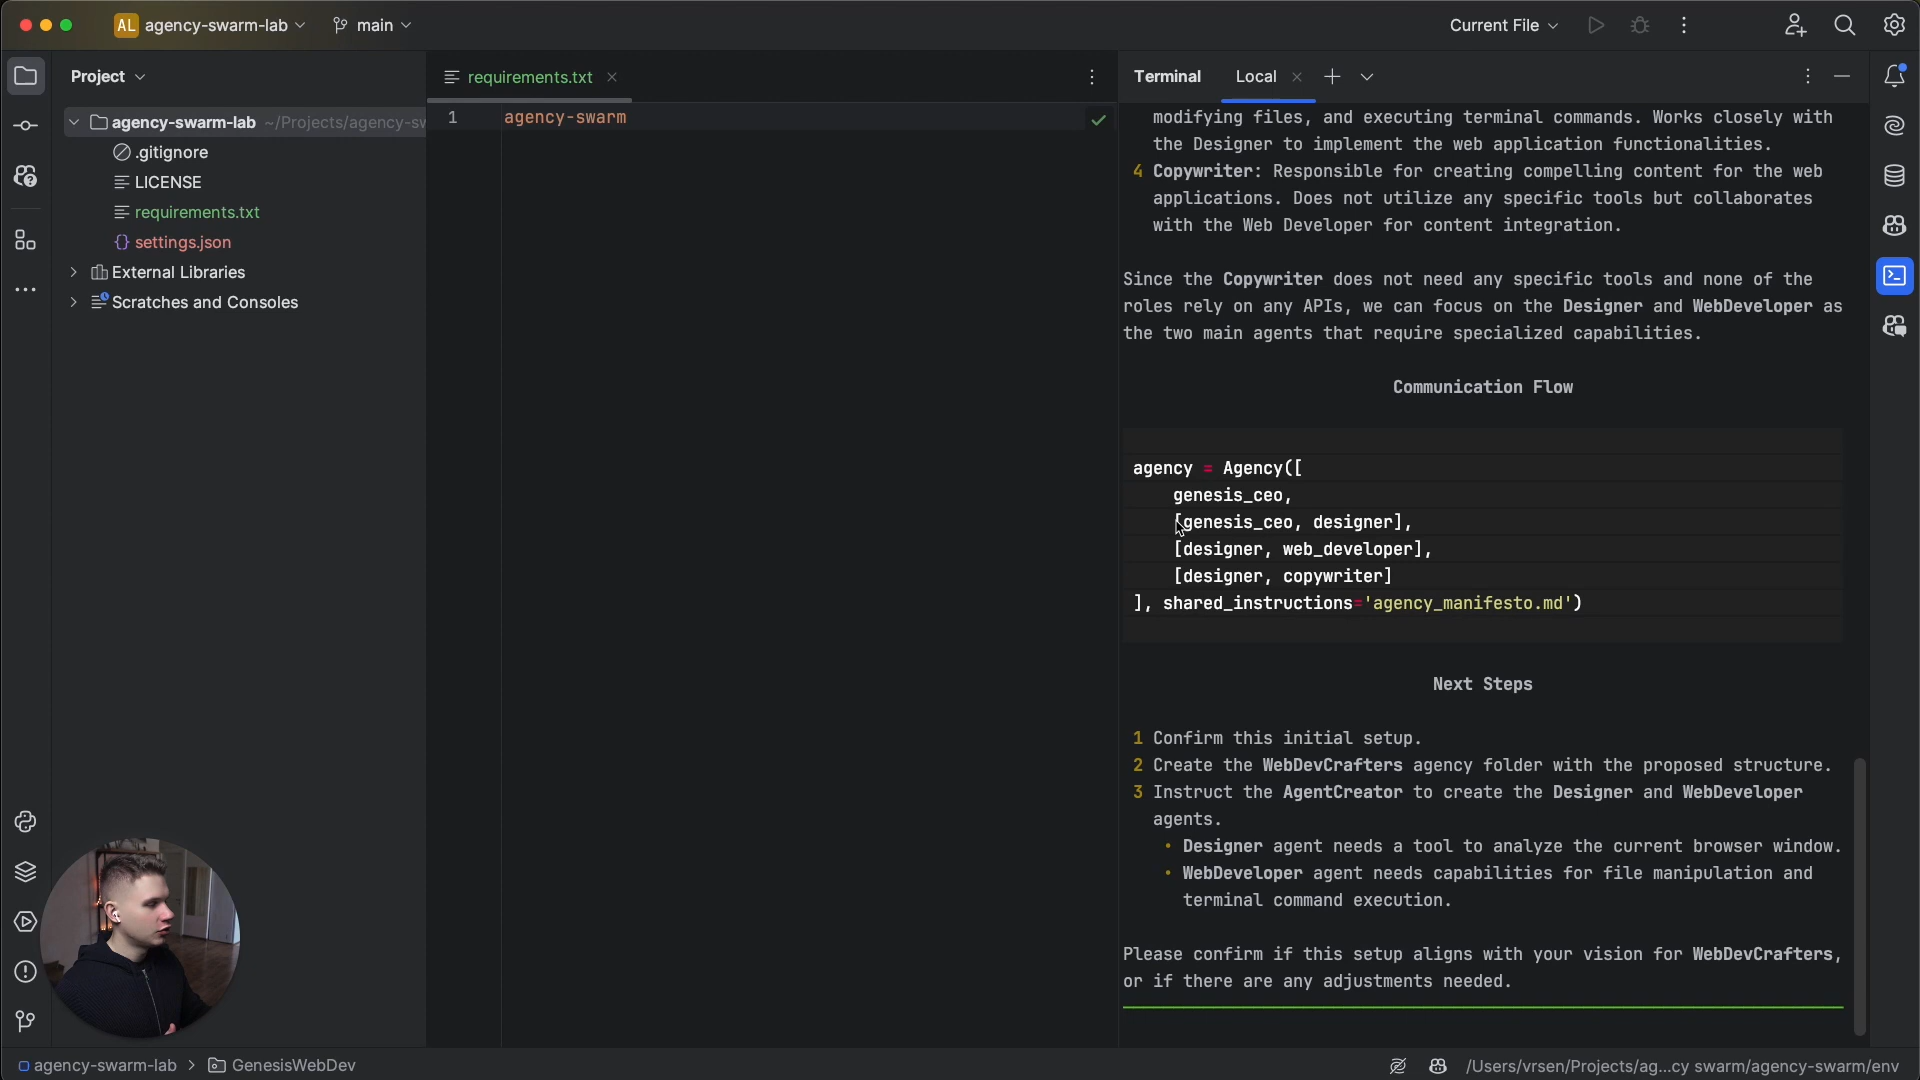 AL agency-swarm-lab
main
Current File
Project
agency-swarm-lab ~/Projects/agency-sw
.gitignore
LICENSE
requirements.txt
{} settings.json
External Libraries
Scratches and Consoles
requirements.txt
1 agency-swarm
Terminal Local
modifying files, and executing terminal commands. Works closely with
the Designer to implement the web application functionalities.
4 Copywriter: Responsible for creating compelling content for the web
applications. Does not utilize any specific tools but collaborates
with the Web Developer for content integration.
Since the Copywriter does not need any specific tools and none of the
roles rely on any APIs, we can focus on the Designer and WebDeveloper as
the two main agents that require specialized capabilities.
Communication Flow
agency = Agency([
genesis_ceo,
[genesis_ceo, designer],
[designer, web_developer],
[designer, copywriter]
], shared_instructions='agency_manifesto.md')
Next Steps
1 Confirm this initial setup.
2 Create the WebDevCrafters agency folder with the proposed structure.
3 Instruct the AgentCreator to create the Designer and WebDeveloper
agents.
• Designer agent needs a tool to analyze the current browser window.
• WebDeveloper agent needs capabilities for file manipulation and
terminal command execution.
Please confirm if this setup aligns with your vision for WebDevCrafters,
or if there are any adjustments needed.
agency-swarm-lab > GenesisWebDev
/Users/vrsen/Projects/ag...cy swarm/agency-swarm/env